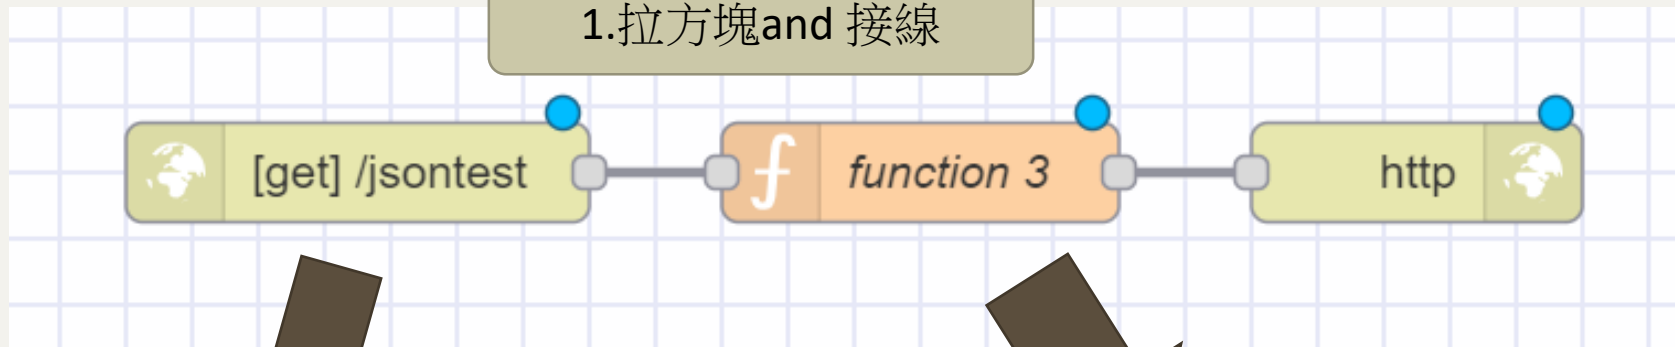 1.拉方塊and 接線
[get] /jsontest
function 3
http